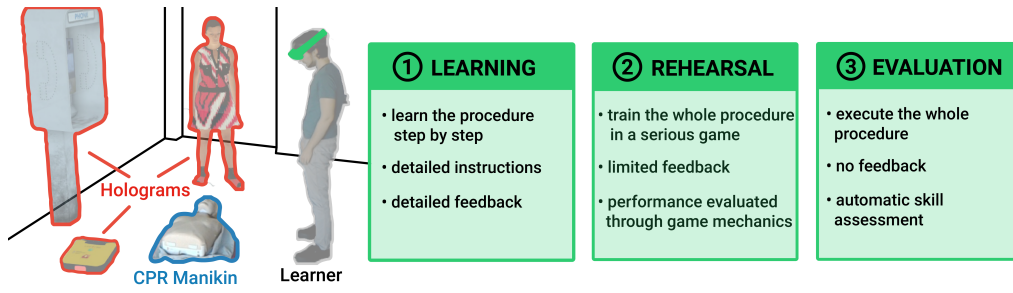 PHONE
Holograms
CPR Manikin
Learner
1 LEARNING
• learn the procedure
step by step
• detailed instructions
• detailed feedback
2 REHEARSAL
• train the whole procedure
in a serious game
• limited feedback
• performance evaluated
through game mechanics
3 EVALUATION
• execute the whole
procedure
• no feedback
• automatic skill
assessment